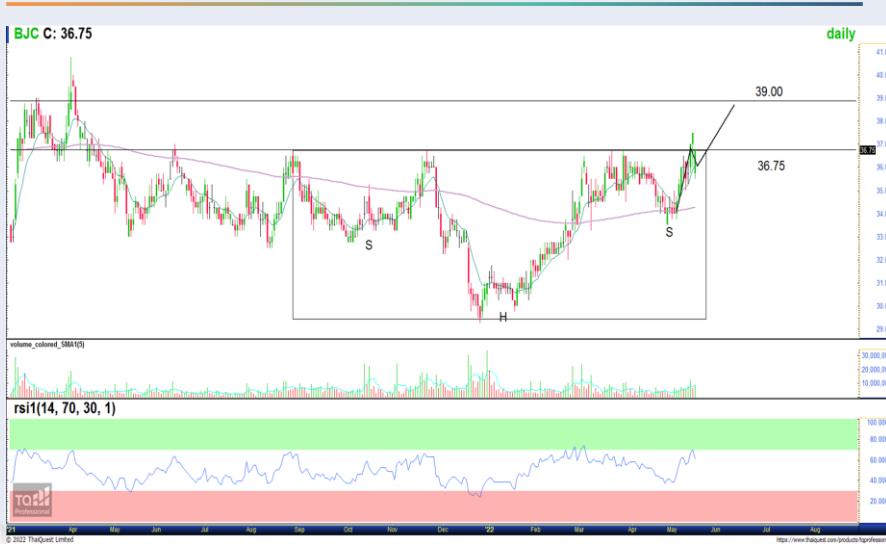 BJC C: 36.75
daily
41.0
40.0
39.00
39.0
38.0
37.0
36.75
36.75
36.0
35.0
34.0
S
S
33.0
32.0
31.0
30.0
H
29.0
volume_colored_SMA1(5)
30,000,00
20,000,00
10,000,00
rsi1(14, 70, 30, 1)
100.000
80.000
60.000
40.000
20.000
TQ
Professional
'21 Apr May Jun Jul Aug Sep Oct Nov Dec '22 Feb Mar Apr May Jun Jul Aug
© 2022 ThaiQuest Limited